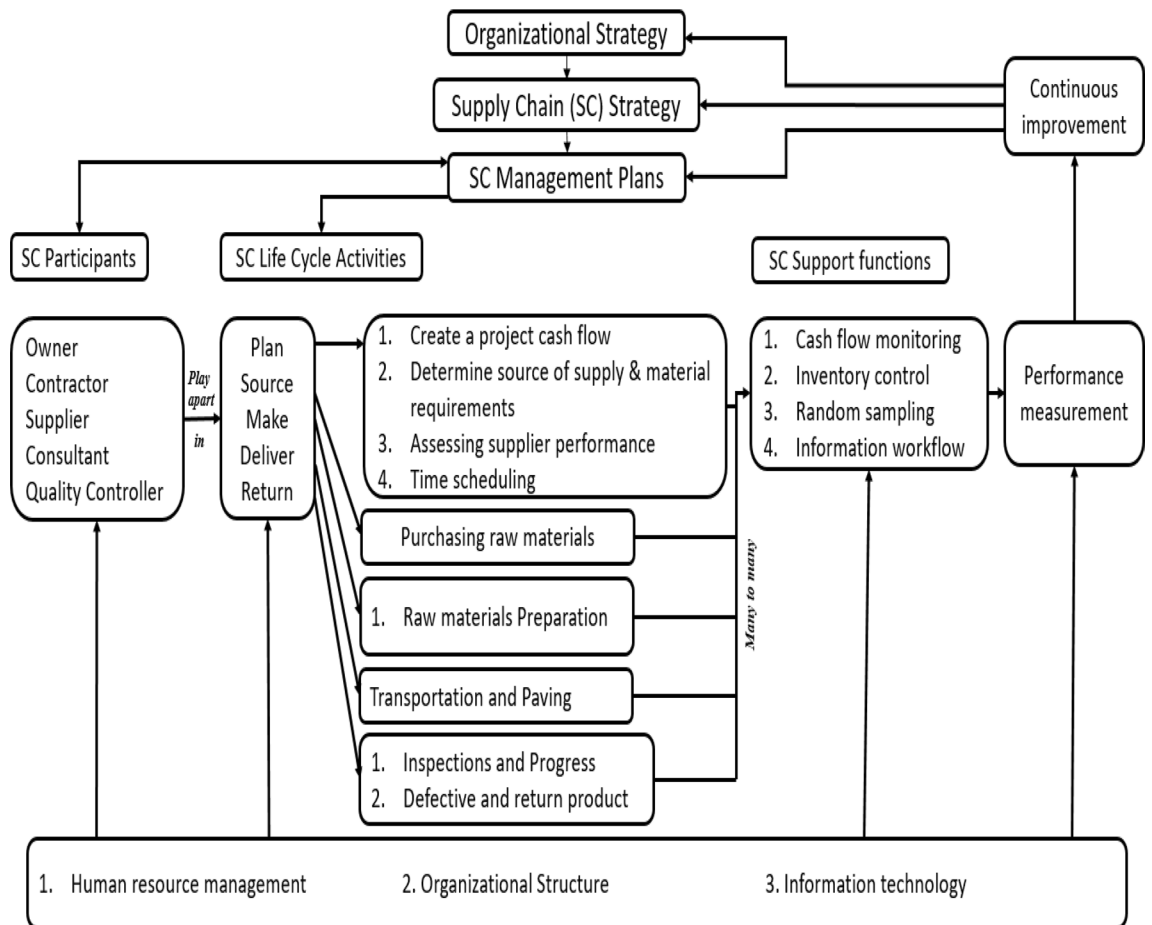 Organizational Strategy
Supply Chain (SC) Strategy
SC Management Plans
Continuous
improvement
SC Participants
SC Life Cycle Activities
SC Support functions
Owner
Contractor
Supplier
Consultant
Quality Controller
Play
apart
in
Plan
Source
Make
Deliver
Return
1. Create a project cash flow
2. Determine source of supply & material
requirements
3. Assessing supplier performance
4. Time scheduling
Purchasing raw materials
1. Raw materials Preparation
Transportation and Paving
1. Inspections and Progress
2. Defective and return product
Many to many
1. Cash flow monitoring
2. Inventory control
3. Random sampling
4. Information workflow
Performance
measurement
1. Human resource management 2. Organizational Structure 3. Information technology